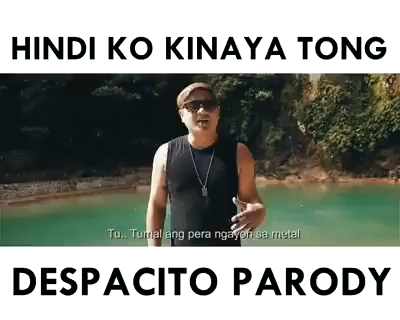 HINDI KO KINAYA TONG
Tu.. Tumal ang pera ngayon sa metal
DESPACITO PARODY